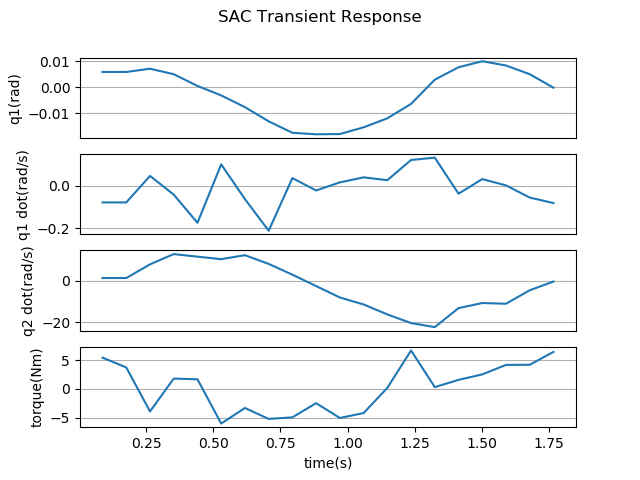 SAC Transient Response
q1(rad)
0.01
0.00
−0.01
q1 dot(rad/s)
0.0
−0.2
q2 dot(rad/s)
0
−20
torque(Nm)
5
0
−5
0.25 0.50 0.75 1.00 1.25 1.50 1.75
time(s)